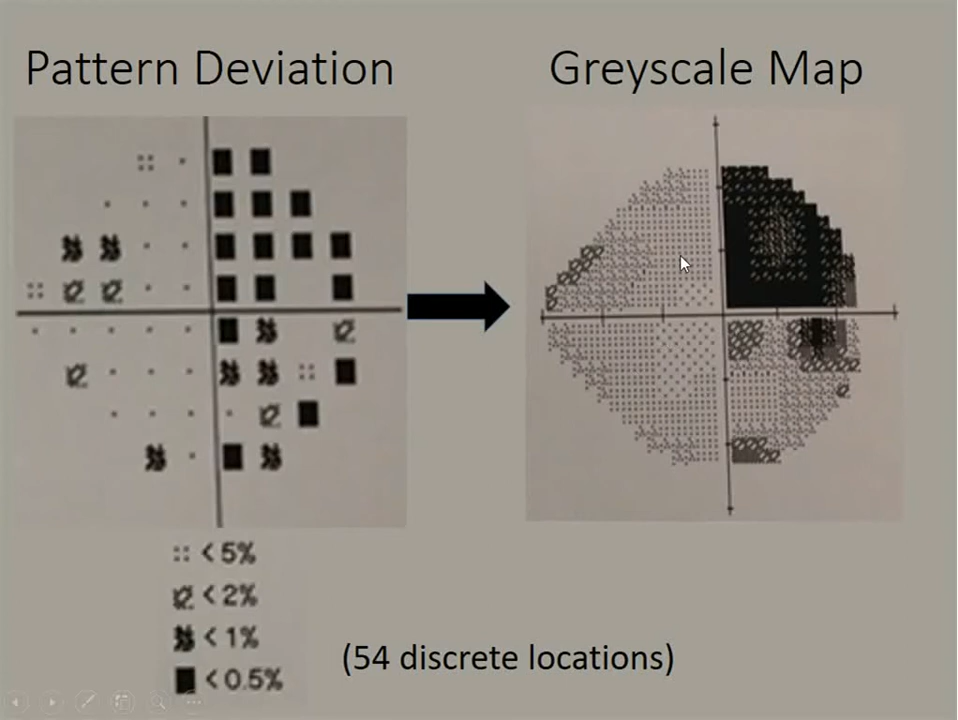 Pattern Deviation
Greyscale Map
< 5%
< 2%
< 1%
< 0.5%
(54 discrete locations)